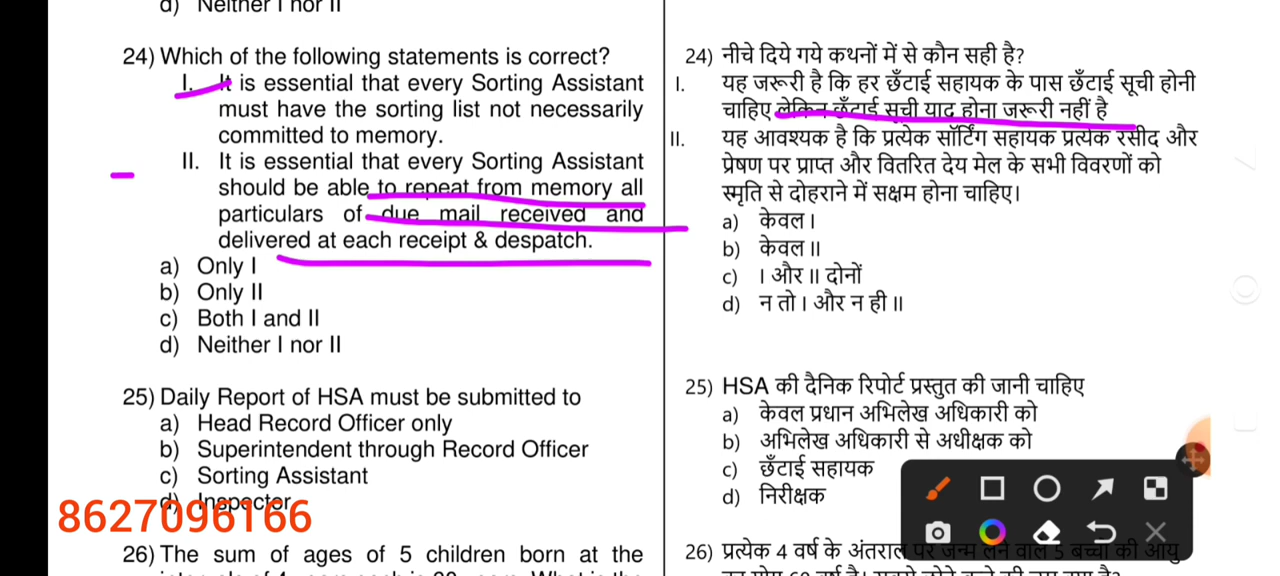 d) Neither I nor II
24) Which of the following statements is correct?
I. It is essential that every Sorting Assistant
must have the sorting list not necessarily
committed to memory.
II. It is essential that every Sorting Assistant
should be able to repeat from memory all
particulars of due mail received and
delivered at each receipt & despatch.
a) Only I
b) Only II
c) Both I and II
d) Neither I nor II
25) Daily Report of HSA must be submitted to
a) Head Record Officer only
b) Superintendent through Record Officer
c) Sorting Assistant
d) Inspector
8627096166
26) The sum of ages of 5 children born at the
24) नीचे दिये गये कथनों में से कौन सही है?
I. यह जरूरी है कि हर छँटाई सहायक के पास छँटाई सूची होनी
चाहिए लेकिन छँटाई सूची याद होना जरूरी नहीं है
II. यह आवश्यक है कि प्रत्येक सॉर्टिंग सहायक प्रत्येक रसीद और
प्रेषण पर प्राप्त और वितरित देय मेल के सभी विवरणों को
स्मृति से दोहराने में सक्षम होना चाहिए।
a) केवल I
b) केवल II
c) I और II दोनों
d) न तो I और न ही II
25) HSA की दैनिक रिपोर्ट प्रस्तुत की जानी चाहिए
a) केवल प्रधान अभिलेख अधिकारी को
b) अभिलेख अधिकारी से अधीक्षक को
c) छँटाई सहायक
d) निरीक्षक
26) प्रत्येक 4 वर्ष के अंतराल पर जन्म लेने वाले 5 बच्चों की आयु